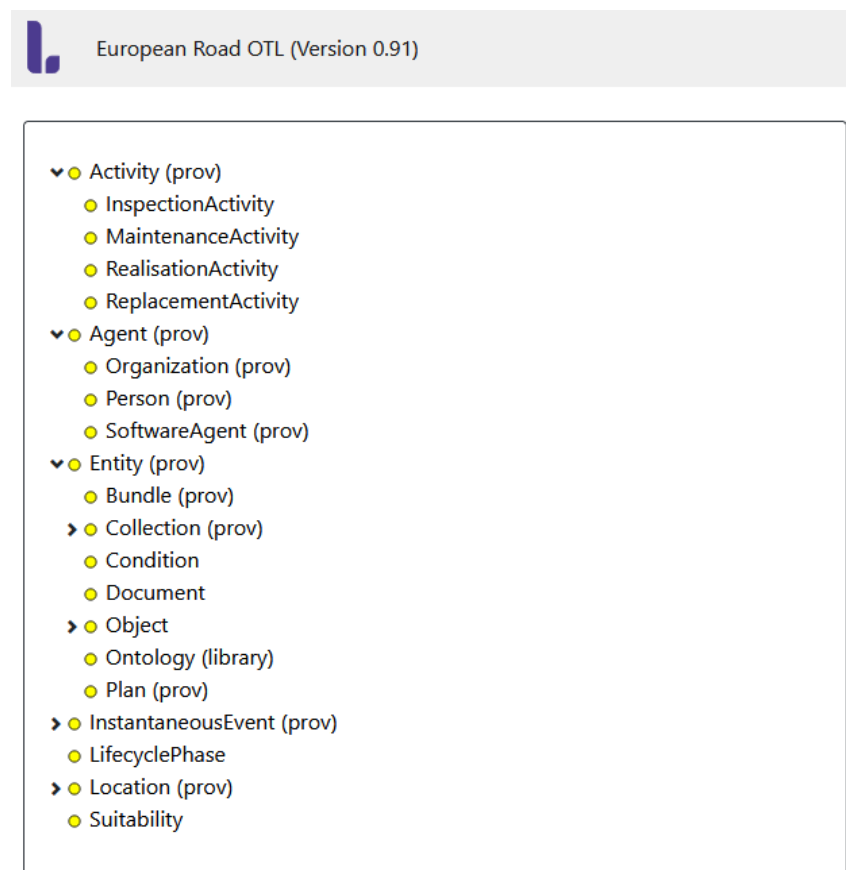 European Road OTL (Version 0.91)
Activity (prov)
InspectionActivity
MaintenanceActivity
RealisationActivity
ReplacementActivity
Agent (prov)
Organization (prov)
Person (prov)
SoftwareAgent (prov)
Entity (prov)
Bundle (prov)
Collection (prov)
Condition
Document
Object
Ontology (library)
Plan (prov)
InstantaneousEvent (prov)
LifecyclePhase
Location (prov)
Suitability